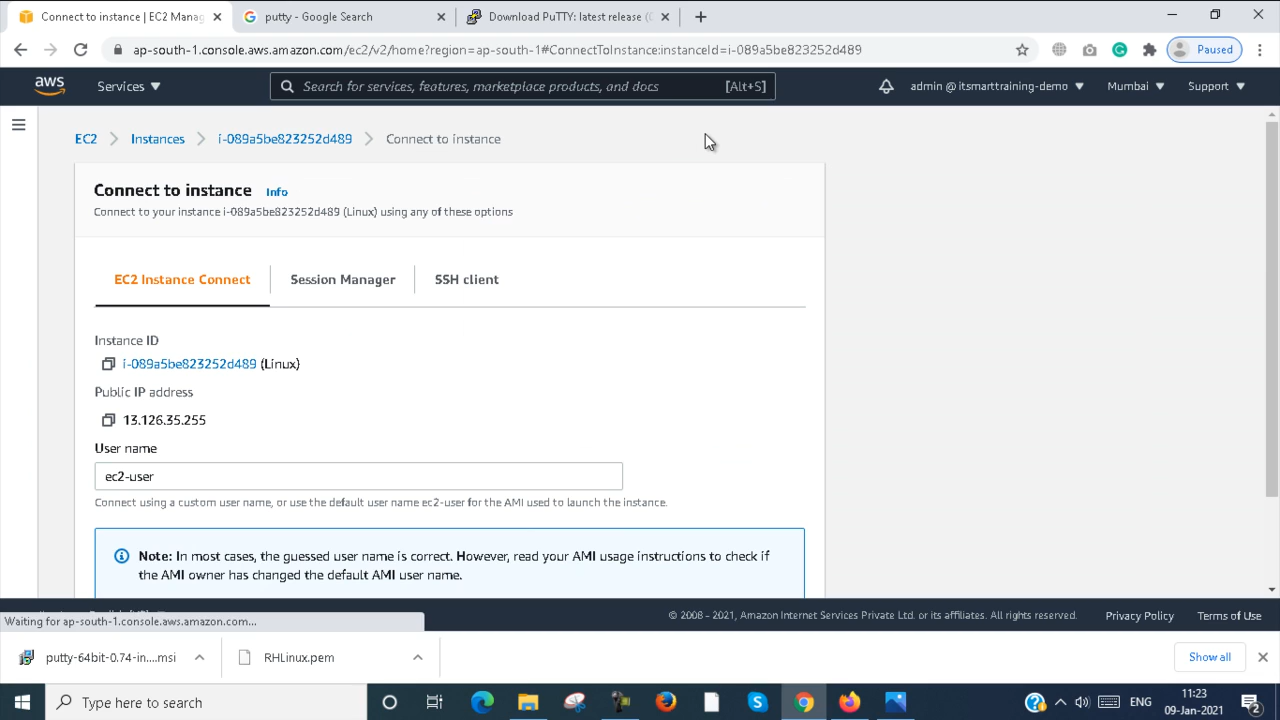 Connect to instance | EC2 Manag
putty - Google Search
Download PuTTY: latest release (
ap-south-1.console.aws.amazon.com/ec2/v2/home?region=ap-south-1#ConnectToInstance:instanceId=i-089a5be823252d489
Paused
aws
Services
Search for services, features, marketplace products, and docs
[Alt+S]
admin @ itsmarttraining-demo
Mumbai
Support
EC2
Instances
i-089a5be823252d489
Connect to instance
Connect to instance
Info
Connect to your instance i-089a5be823252d489 (Linux) using any of these options
EC2 Instance Connect
Session Manager
SSH client
Instance ID
i-089a5be823252d489 (Linux)
Public IP address
13.126.35.255
User name
ec2-user
Connect using a custom user name, or use the default user name ec2-user for the AMI used to launch the instance.
Note: In most cases, the guessed user name is correct. However, read your AMI usage instructions to check if
the AMI owner has changed the default AMI user name.
© 2008 - 2021, Amazon Internet Services Private Ltd. or its affiliates. All rights reserved.
Privacy Policy
Terms of Use
Waiting for ap-south-1.console.aws.amazon.com...
putty-64bit-0.74-in....msi
RHLinux.pem
Show all
Type here to search
ENG
11:23
09-Jan-2021
2